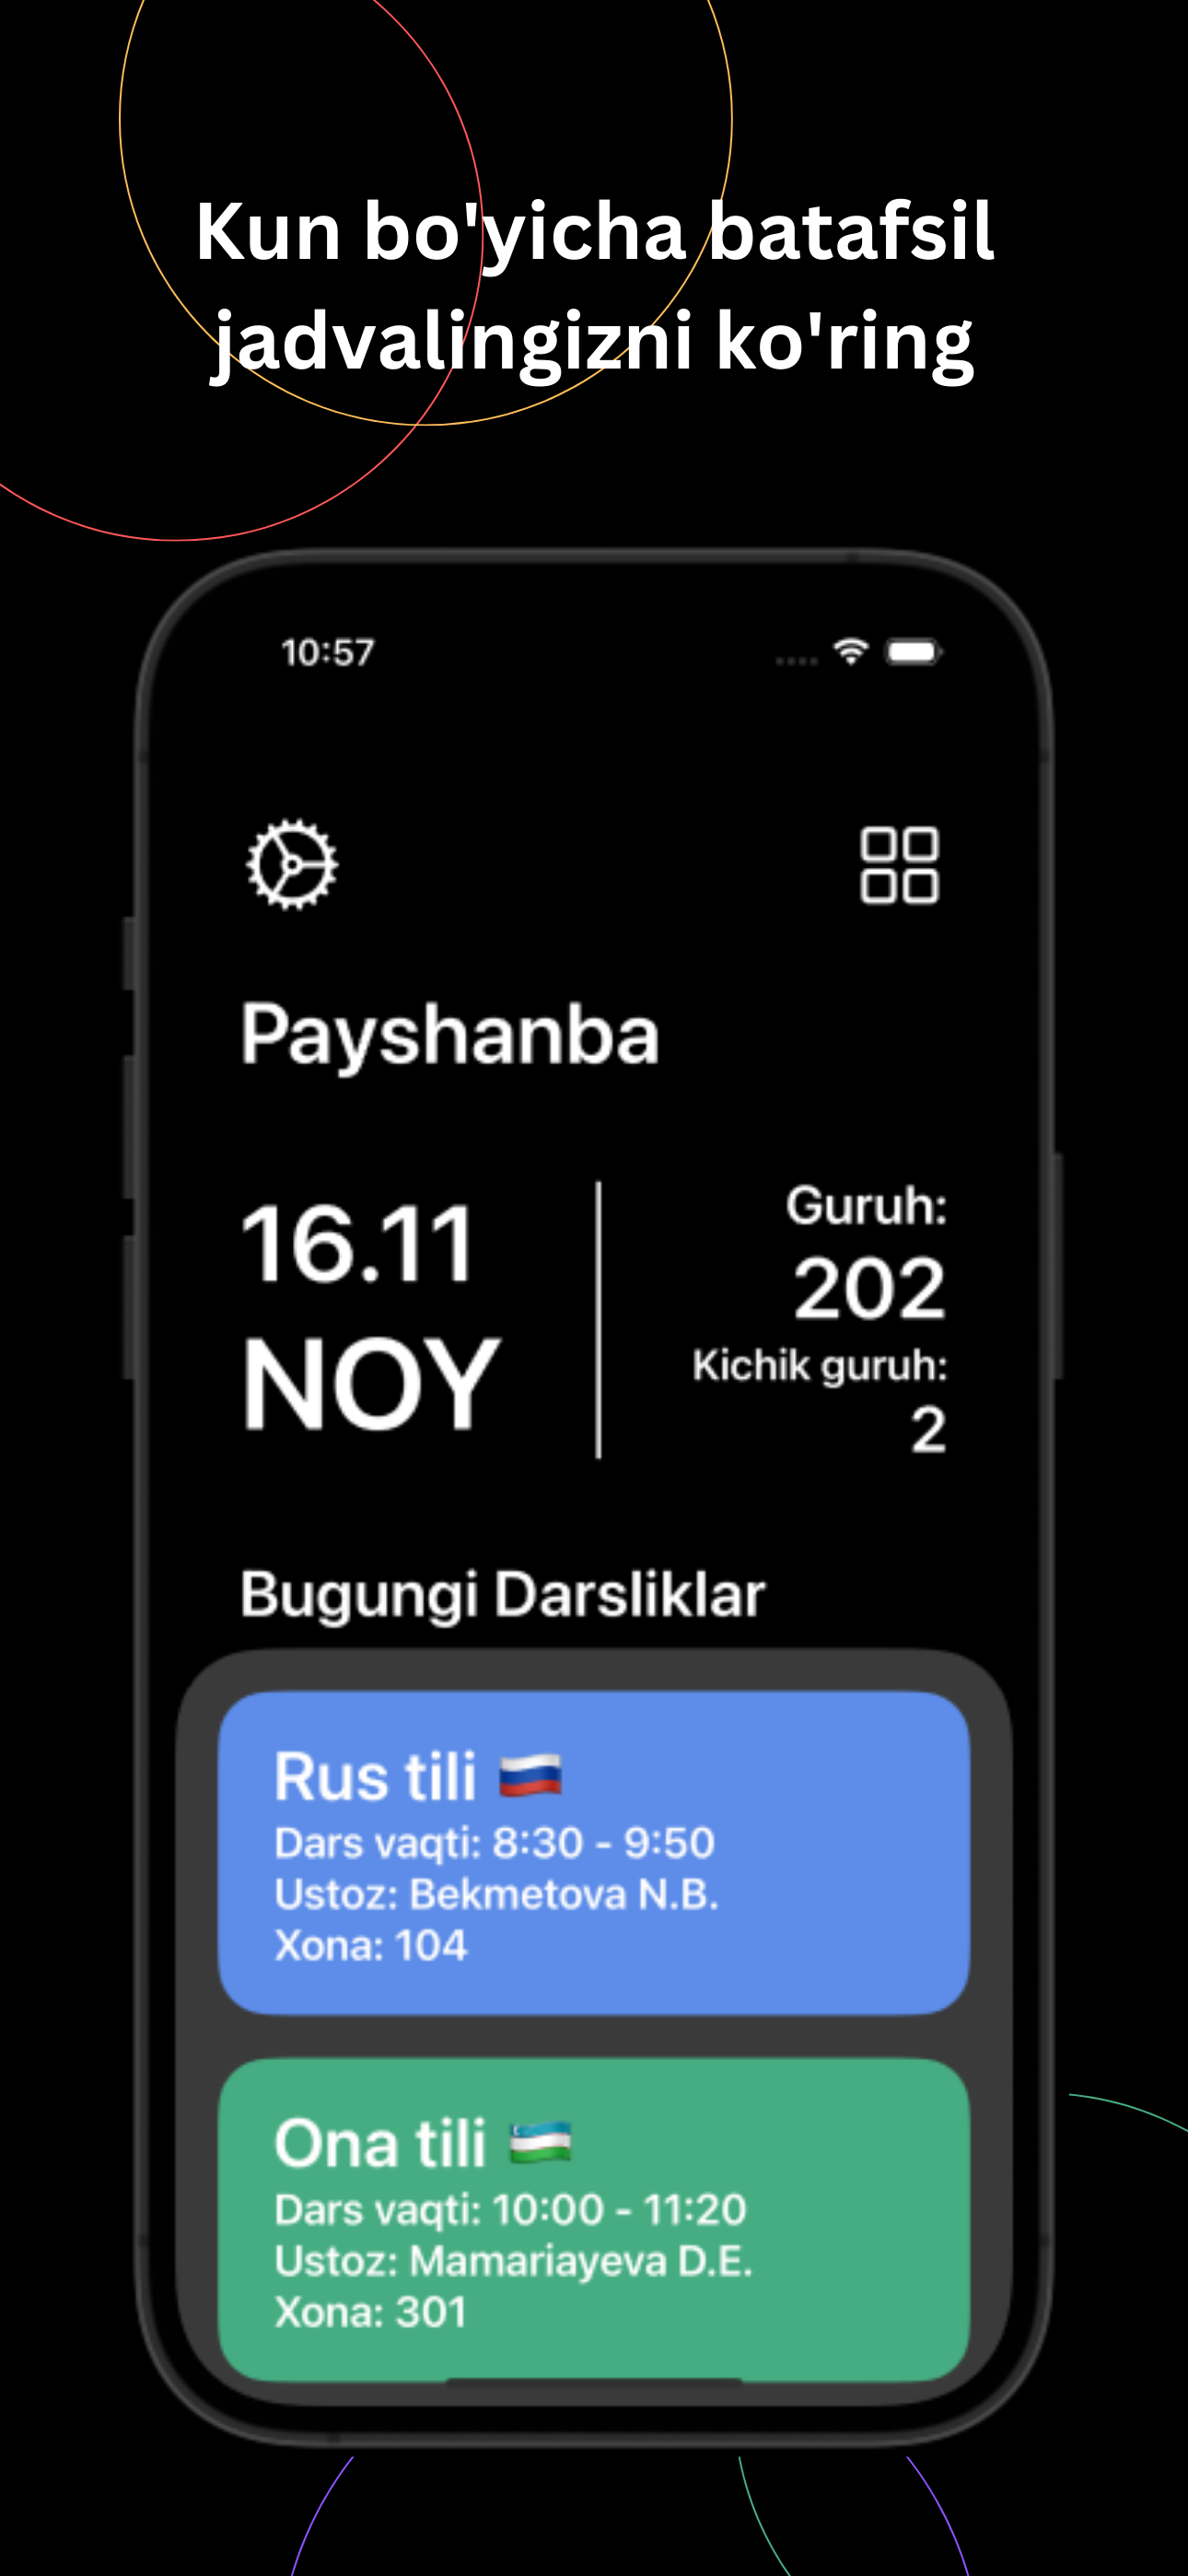 Kun bo'yicha batafsil
jadvalingizni ko'ring
10:57
Payshanba
16.11
NOY
Guruh:
202
Kichik guruh:
2
Bugungi Darsliklar
Rus tili
Dars vaqti: 8:30 - 9:50
Ustoz: Bekmetova N.B.
Xona: 104
Ona tili
Dars vaqti: 10:00 - 11:20
Ustoz: Mamariayeva D.E.
Xona: 301